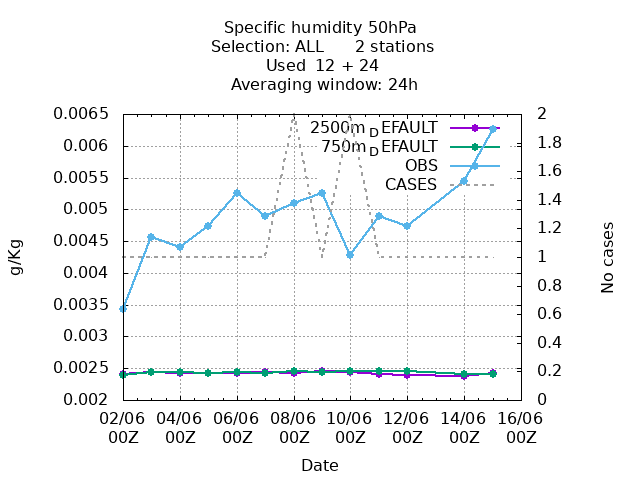 Specific humidity 50hPa
Selection: ALL 2 stations
Used 12 + 24
Averaging window: 24h
0.0065
0.006
0.0055
0.005
0.0045
0.004
0.0035
0.003
0.0025
0.002
g/Kg
2500m DEFAULT
750m DEFAULT
OBS
CASES
2
1.8
1.6
1.4
1.2
1
0.8
0.6
0.4
0.2
0
No cases
02/06 04/06 06/06 08/06 10/06 12/06 14/06 16/06
00Z 00Z 00Z 00Z 00Z 00Z 00Z 00Z
Date